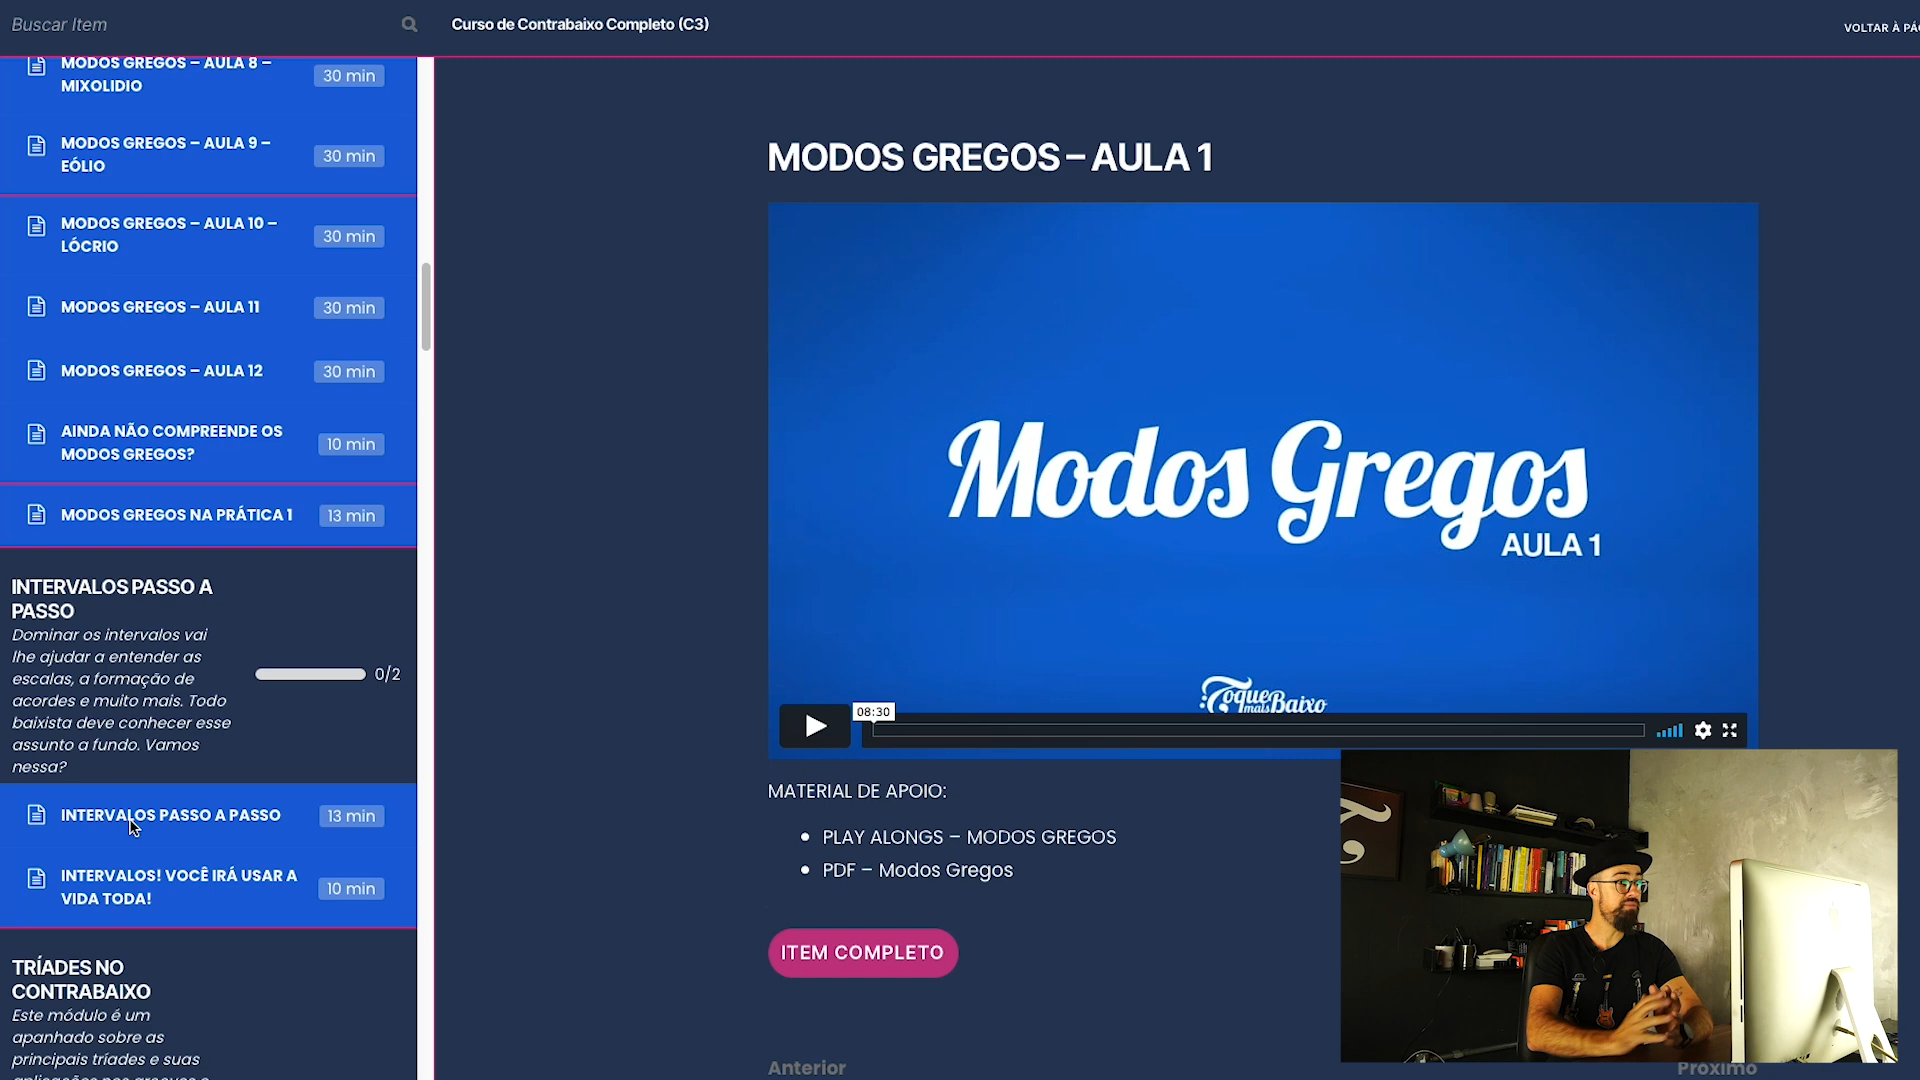 Buscar Item
Curso de Contrabaixo Completo (C3)
VOLTAR À PÁ
MODOS GREGOS – AULA 8 –
MIXOLIDIO
30 min
MODOS GREGOS – AULA 9 –
EÓLIO
30 min
MODOS GREGOS – AULA 10 –
LÓCRIO
30 min
MODOS GREGOS – AULA 11
30 min
MODOS GREGOS – AULA 12
30 min
AINDA NÃO COMPREENDE OS
MODOS GREGOS?
10 min
MODOS GREGOS NA PRÁTICA 1
13 min
INTERVALOS PASSO A
PASSO
Dominar os intervalos vai
lhe ajudar a entender as
escalas, a formação de
acordes e muito mais. Todo
baixista deve conhecer esse
assunto a fundo. Vamos
nessa?
0/2
INTERVALOS PASSO A PASSO
13 min
INTERVALOS! VOCÊ IRÁ USAR A
VIDA TODA!
10 min
TRÍADES NO
CONTRABAIXO
Este módulo é um
apanhado sobre as
principais tríades e suas
aplicações nos grooves e
MODOS GREGOS – AULA 1
Modos Gregos
AULA 1
Toque
mais Baixo
08:30
MATERIAL DE APOIO:
PLAY ALONGS – MODOS GREGOS
PDF – Modos Gregos
ITEM COMPLETO
Anterior
Próximo